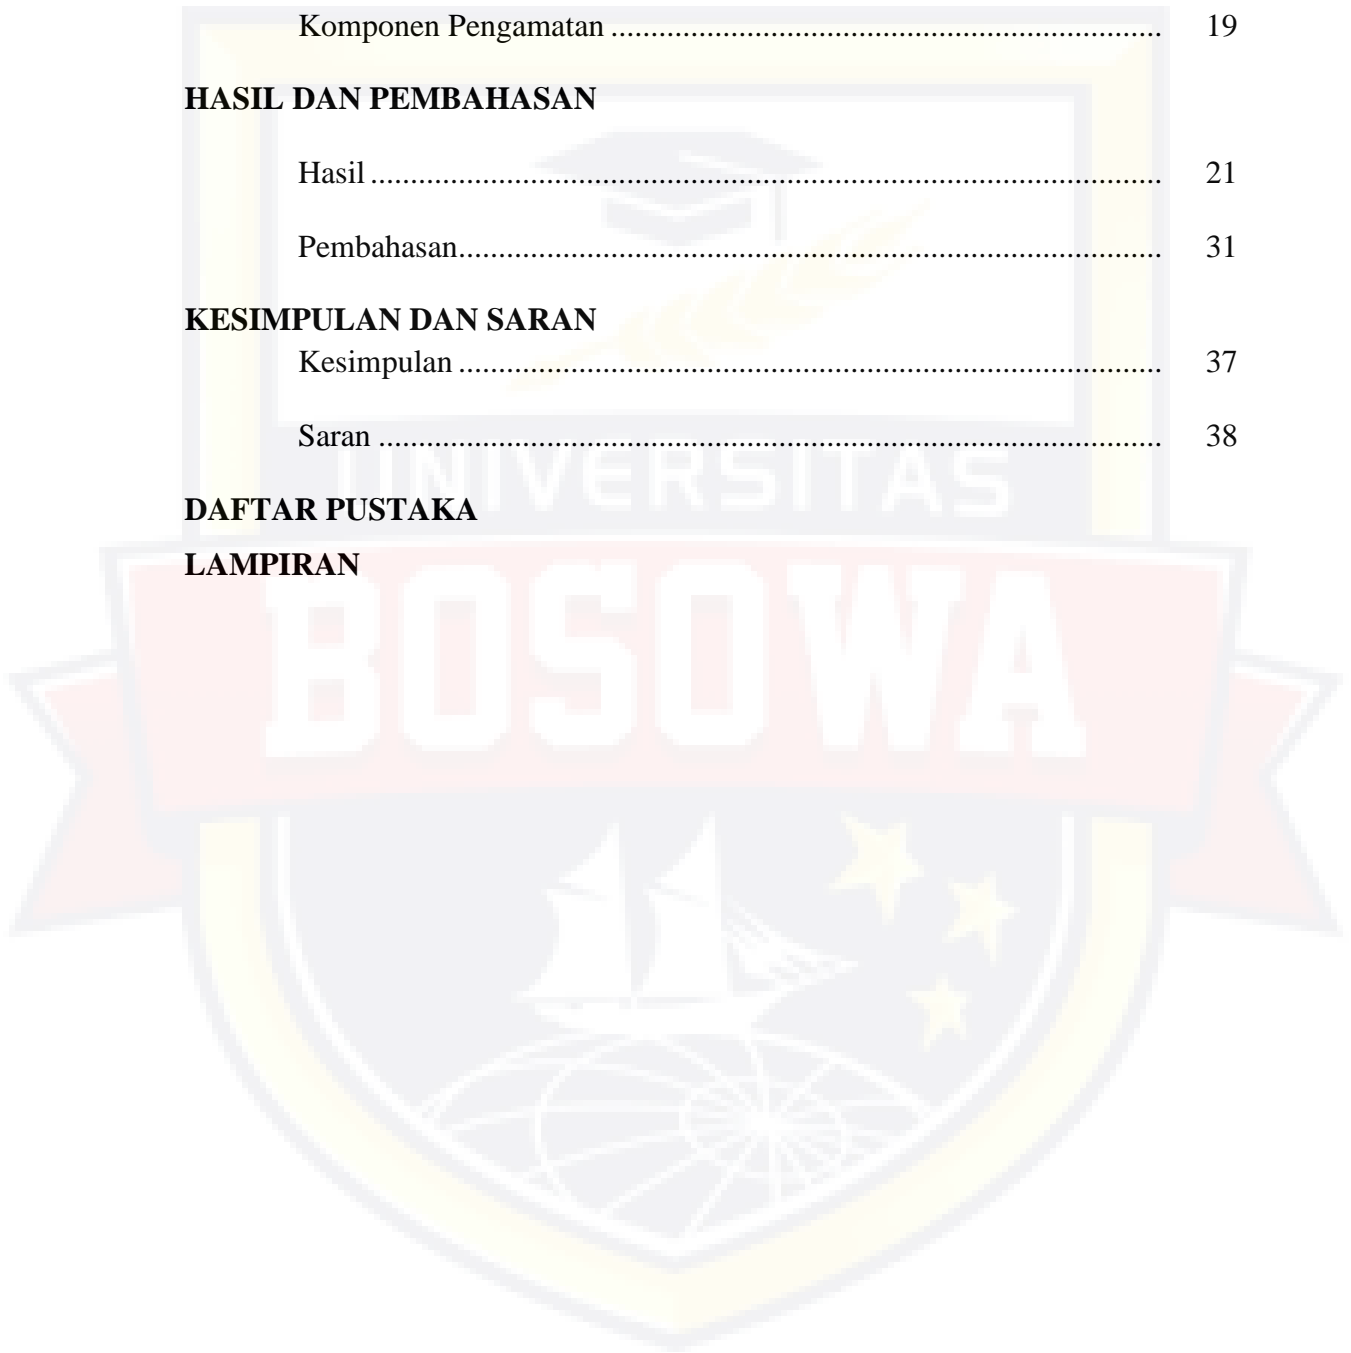 Komponen Pengamatan ..................................................................... 19
HASIL DAN PEMBAHASAN
Hasil ................................................................................................... 21
Pembahasan........................................................................................ 31
KESIMPULAN DAN SARAN
Kesimpulan ........................................................................................ 37
Saran .................................................................................................. 38
UNIVERSITAS
DAFTAR PUSTAKA
LAMPIRAN
BOSOWA